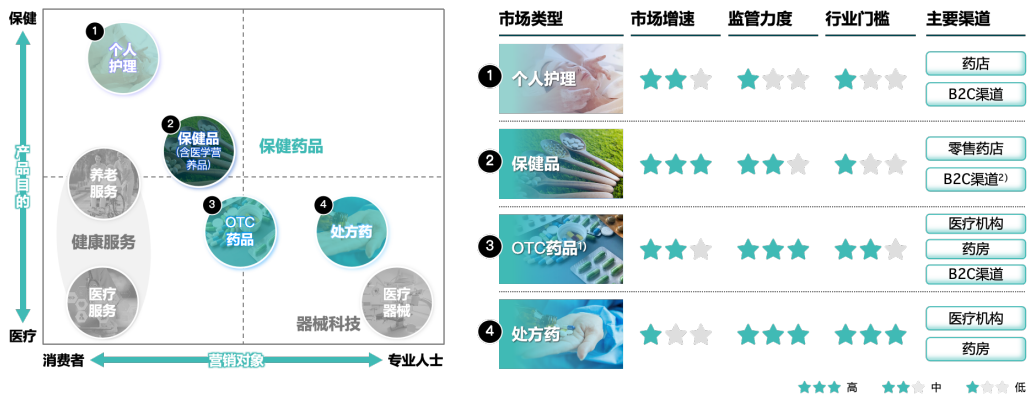 保健
产品目的
医疗
消费者
营销对象
专业人士
1
个人
护理
2
保健品
(含医学营
养品)
保健药品
养老
服务
健康服务
医疗
服务
3
OTC
药品
4
处方药
医疗
器械
器械科技
市场类型 市场增速 监管力度 行业门槛 主要渠道
1 个人护理
药店
B2C渠道
2 保健品
零售药店
B2C渠道2)
3 OTC药品1)
医疗机构
药房
B2C渠道
4 处方药
医疗机构
药房
高 中 低